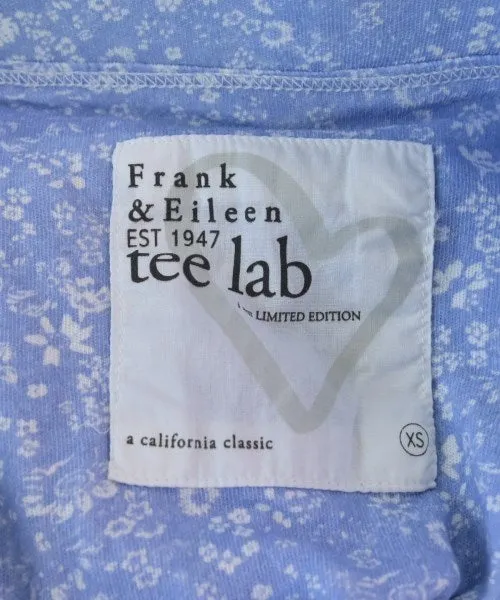 Frank
& Eileen
EST 1947
tee lab
LIMITED EDITION
a california classic
XS